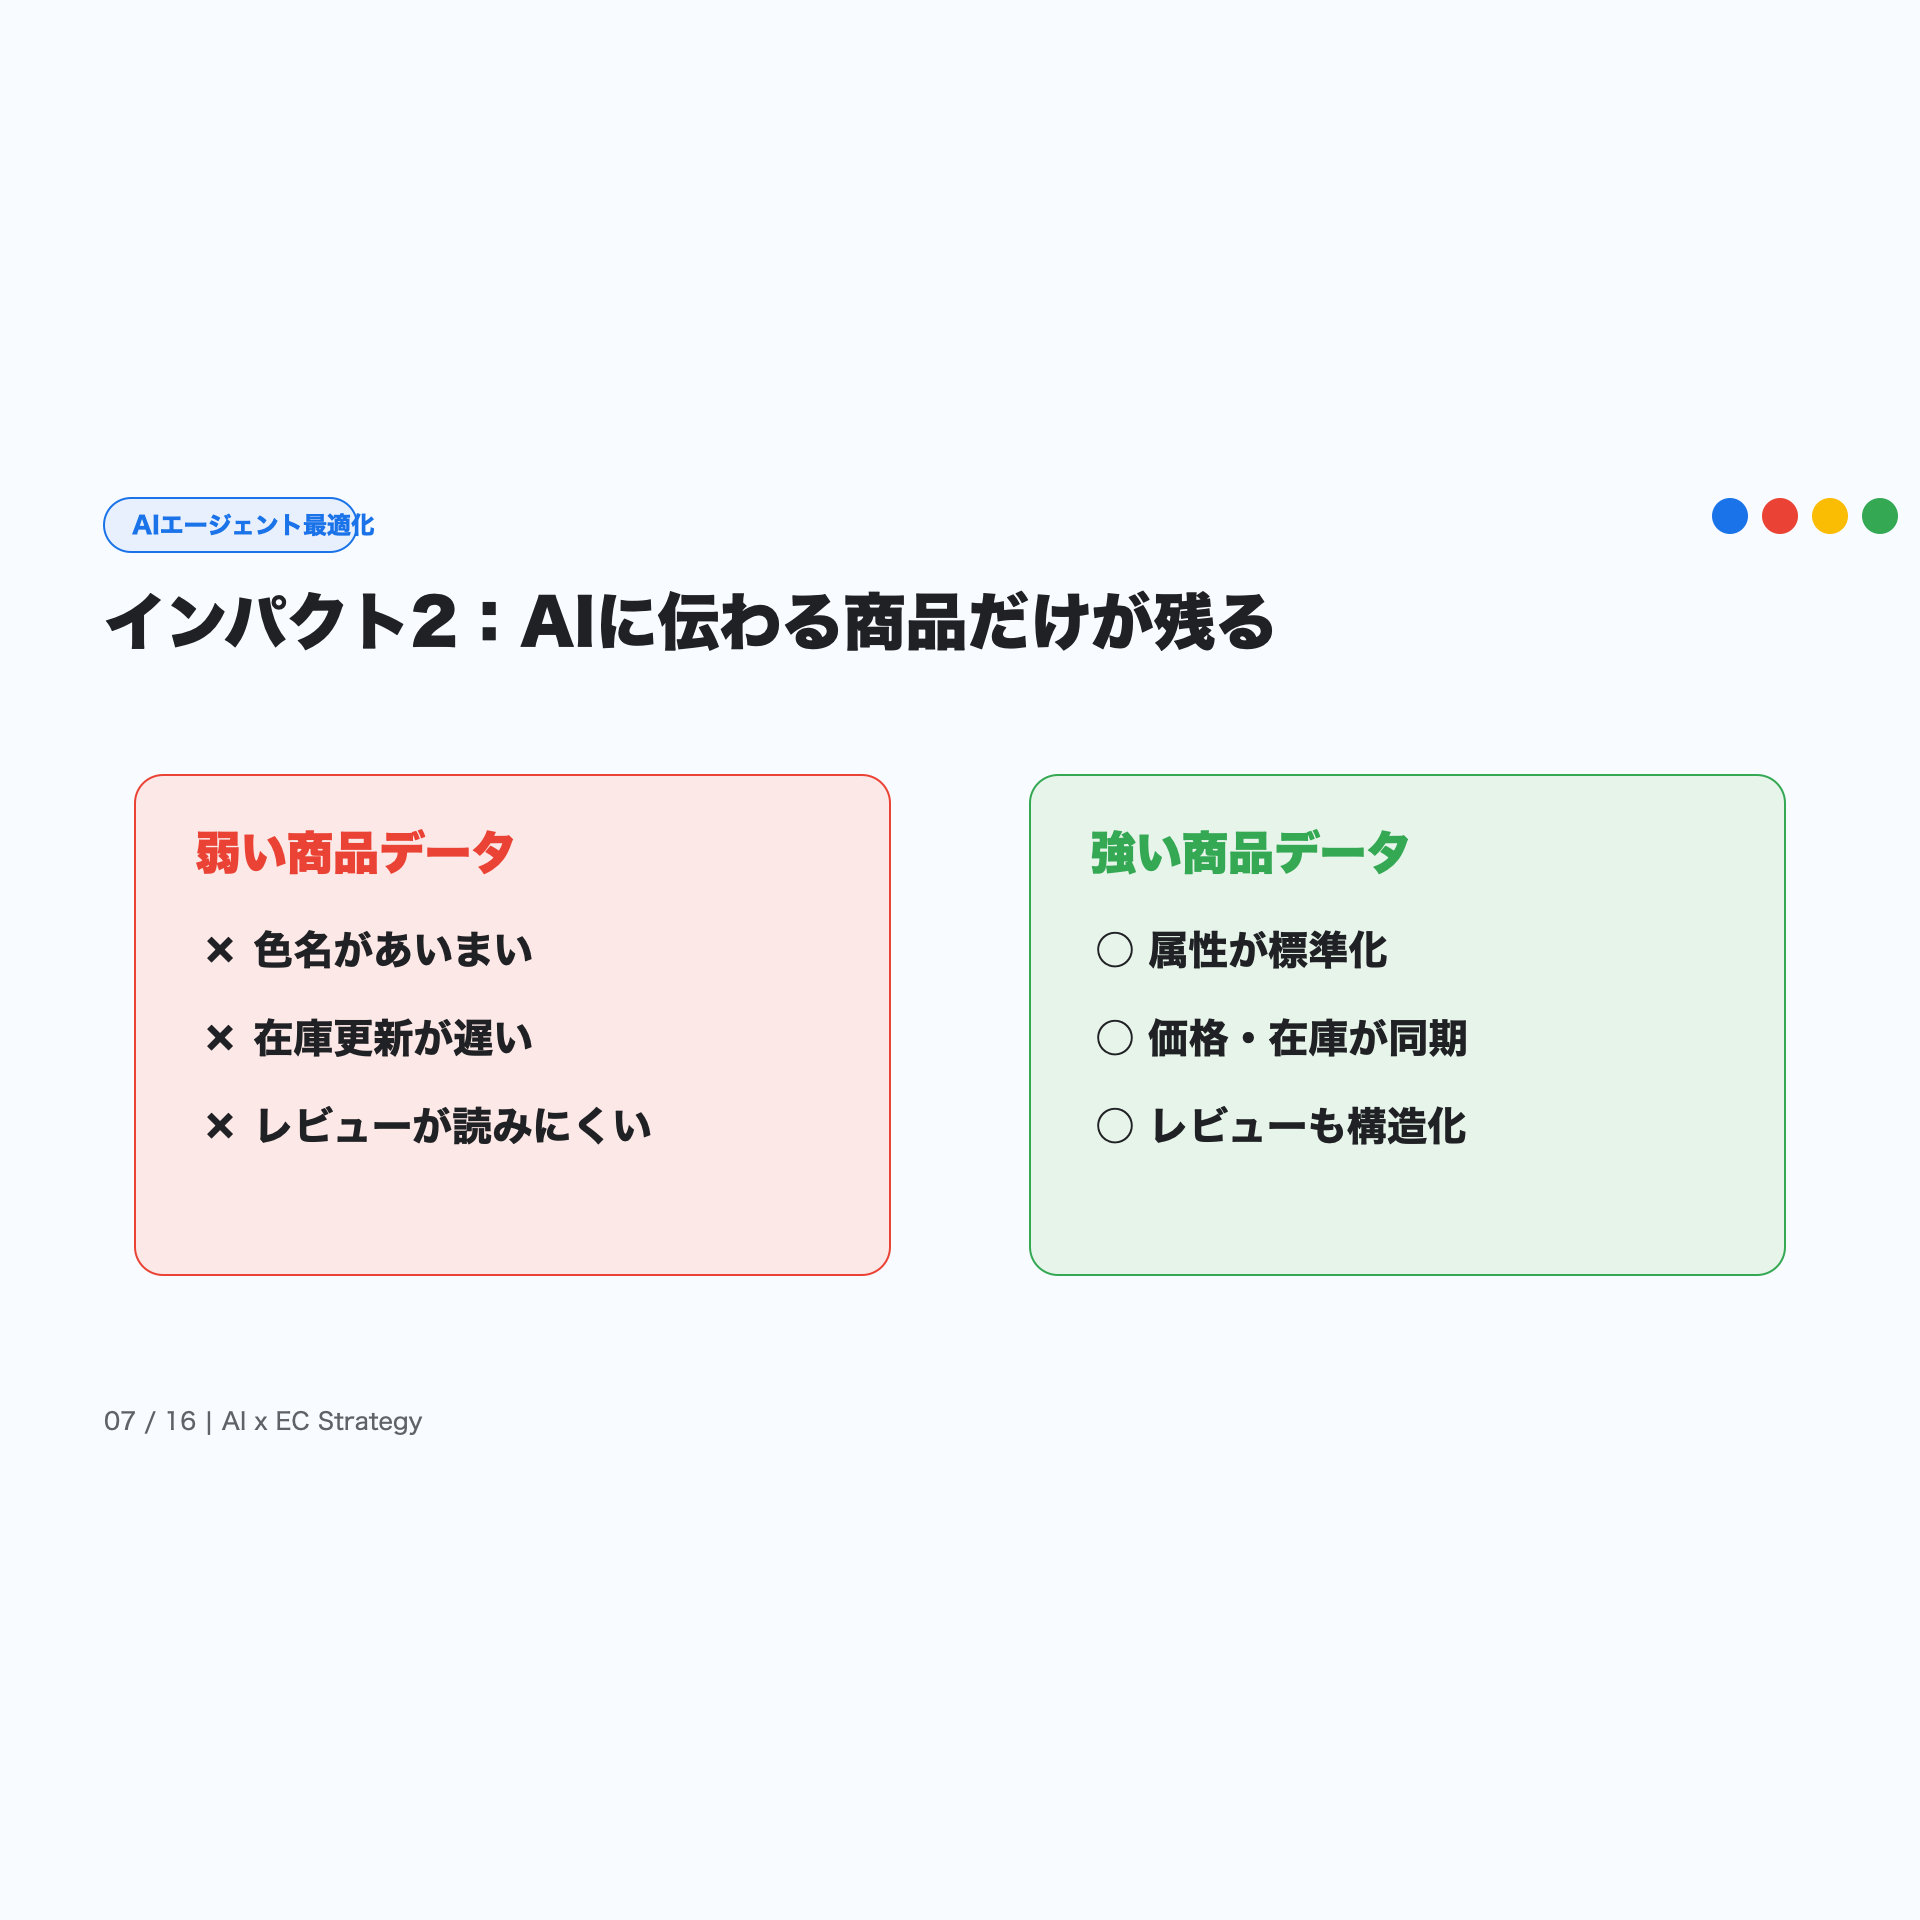 AIエージェント最適化
インパクト2：AIに伝わる商品だけが残る
弱い商品データ
× 色名があいまい
× 在庫更新が遅い
× レビューが読みにくい
強い商品データ
○ 属性が標準化
○ 価格・在庫が同期
○ レビューも構造化
07 / 16 | AI x EC Strategy